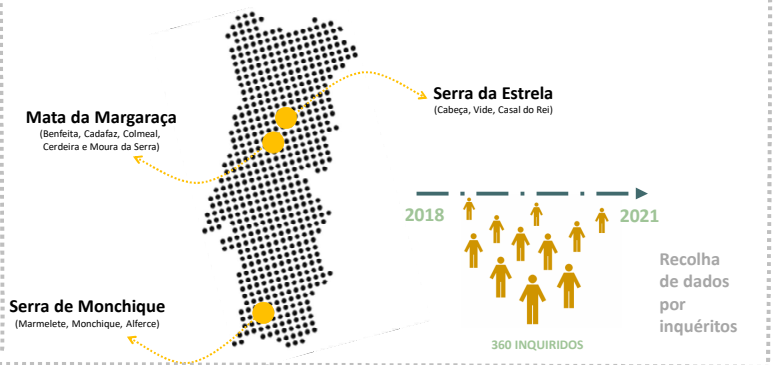 Serra da Estrela
(Cabeça, Vide, Casal do Rei)
Mata da Margaraça
(Benfeita, Cadafaz, Colmeal,
Cerdeira e Moura da Serra)
2018
2021
Recolha
de dados
por
inquéritos
Serra de Monchique
(Marmelete, Monchique, Alferce)
360 INQUIRIDOS